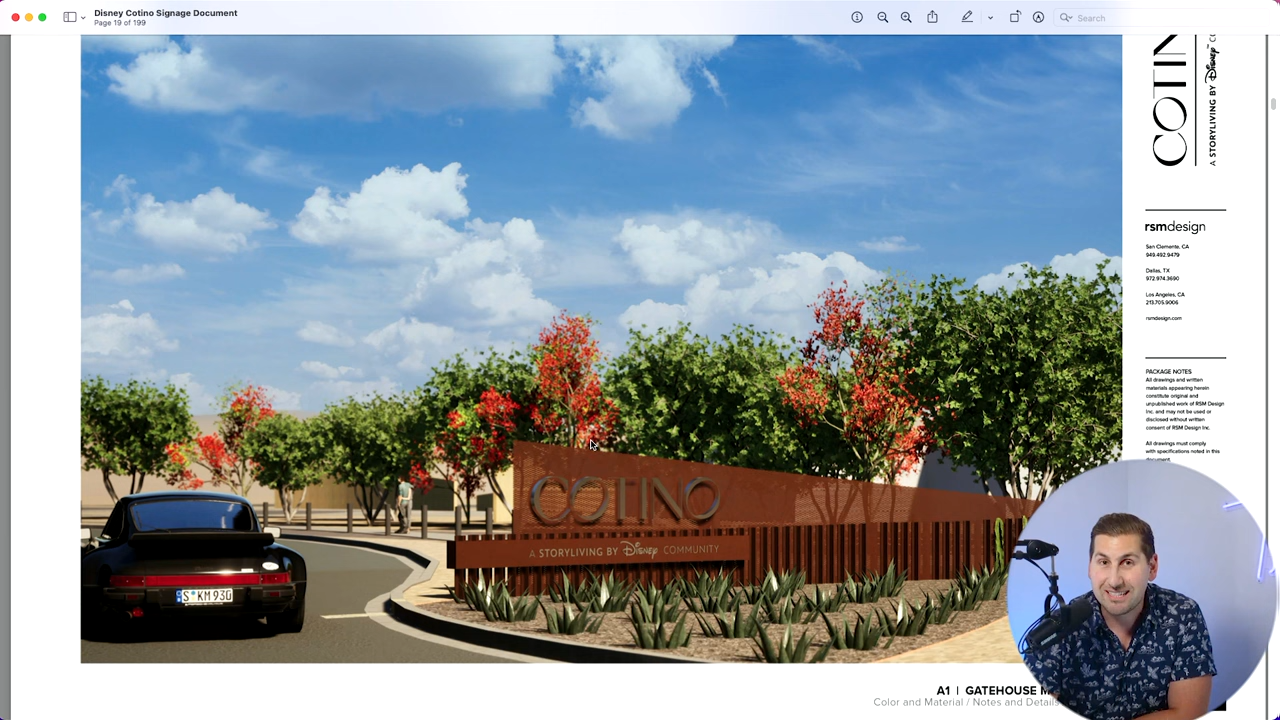 Disney Cotino Signage Document
Page 19 of 199
Search
COTIN
A STORYLIVING BY Disney
rsmdesign
San Clemente, CA
949.492.9479
Dallas, TX
972.974.3690
Los Angeles, CA
213.705.9006
rsmdesign.com
PACKAGE NOTES
All drawings and written
materials appearing herein
constitute original and
unpublished work of RSM Design
Inc. and may not be used or
disclosed without written
consent of RSM Design Inc.
All drawings must comply
with specifications noted in this
document.
COTINO
A STORYLIVING BY Disney COMMUNITY
S KM 930
A1 | GATEHOUSE
Color and Material / Notes and Details